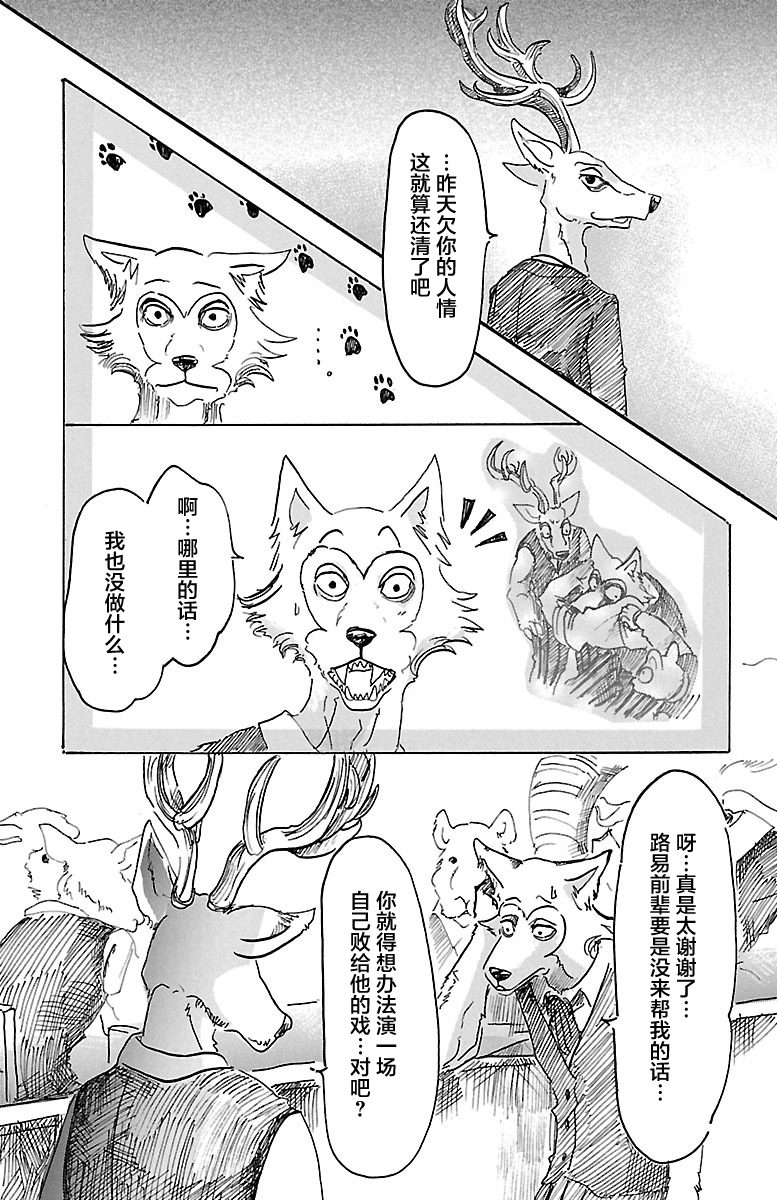 …昨天欠你的人情
这就算还清了吧
……
啊…哪里的话…
我也没做什么…
呀…真是太谢谢了…
路易前辈要是没来帮我的话…
你就得想办法演一场
自己败给他的戏…对吧?